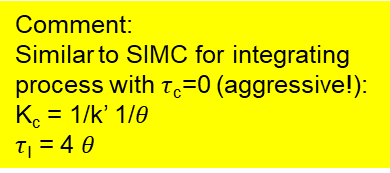 Comment:
Similar to SIMC for integrating
process with τc=0 (aggressive!):
Kc = 1/k' 1/θ
τI = 4 θ